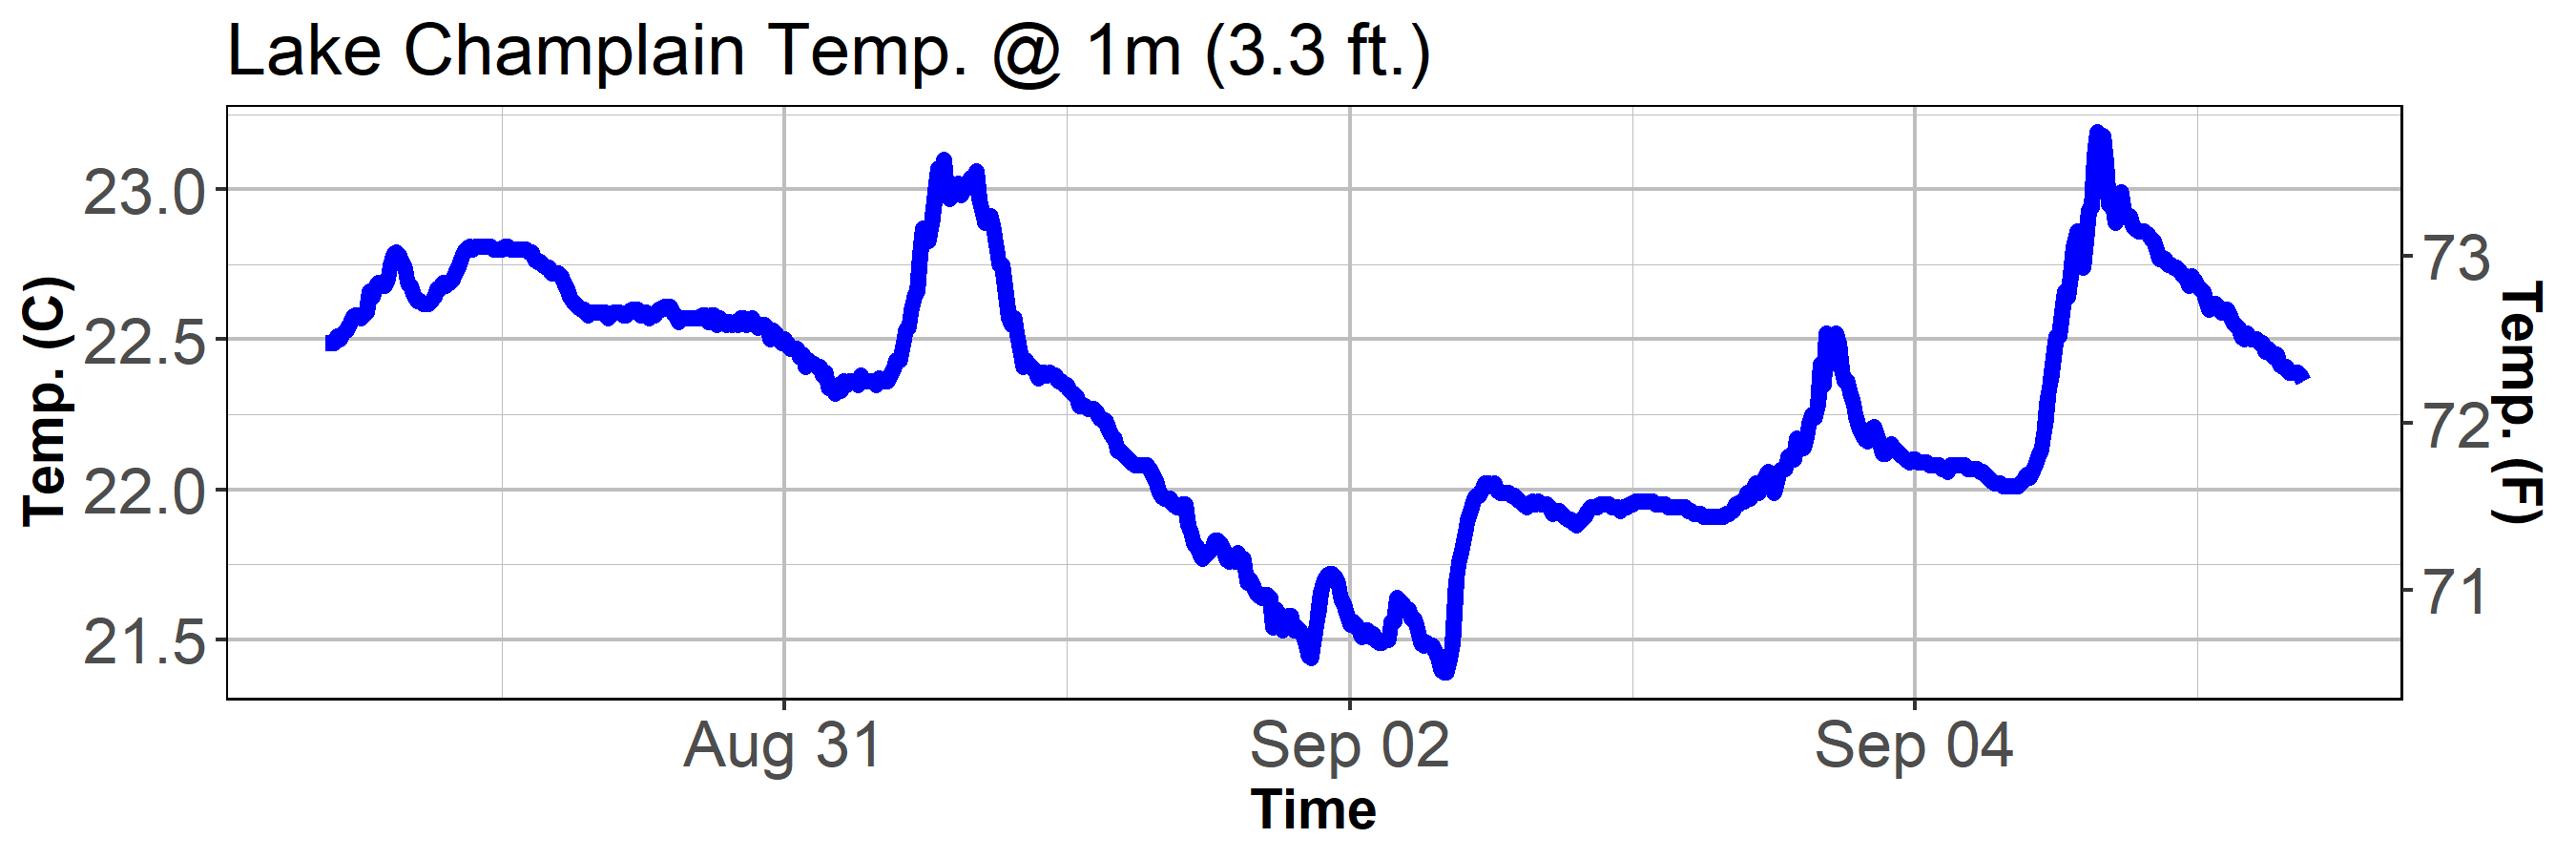 Lake Champlain Temp. @ 1m (3.3 ft.)
Temp. (C)
23.0
22.5
22.0
21.5
73
72
71
Temp. (F)
Aug 31
Sep 02
Sep 04
Time